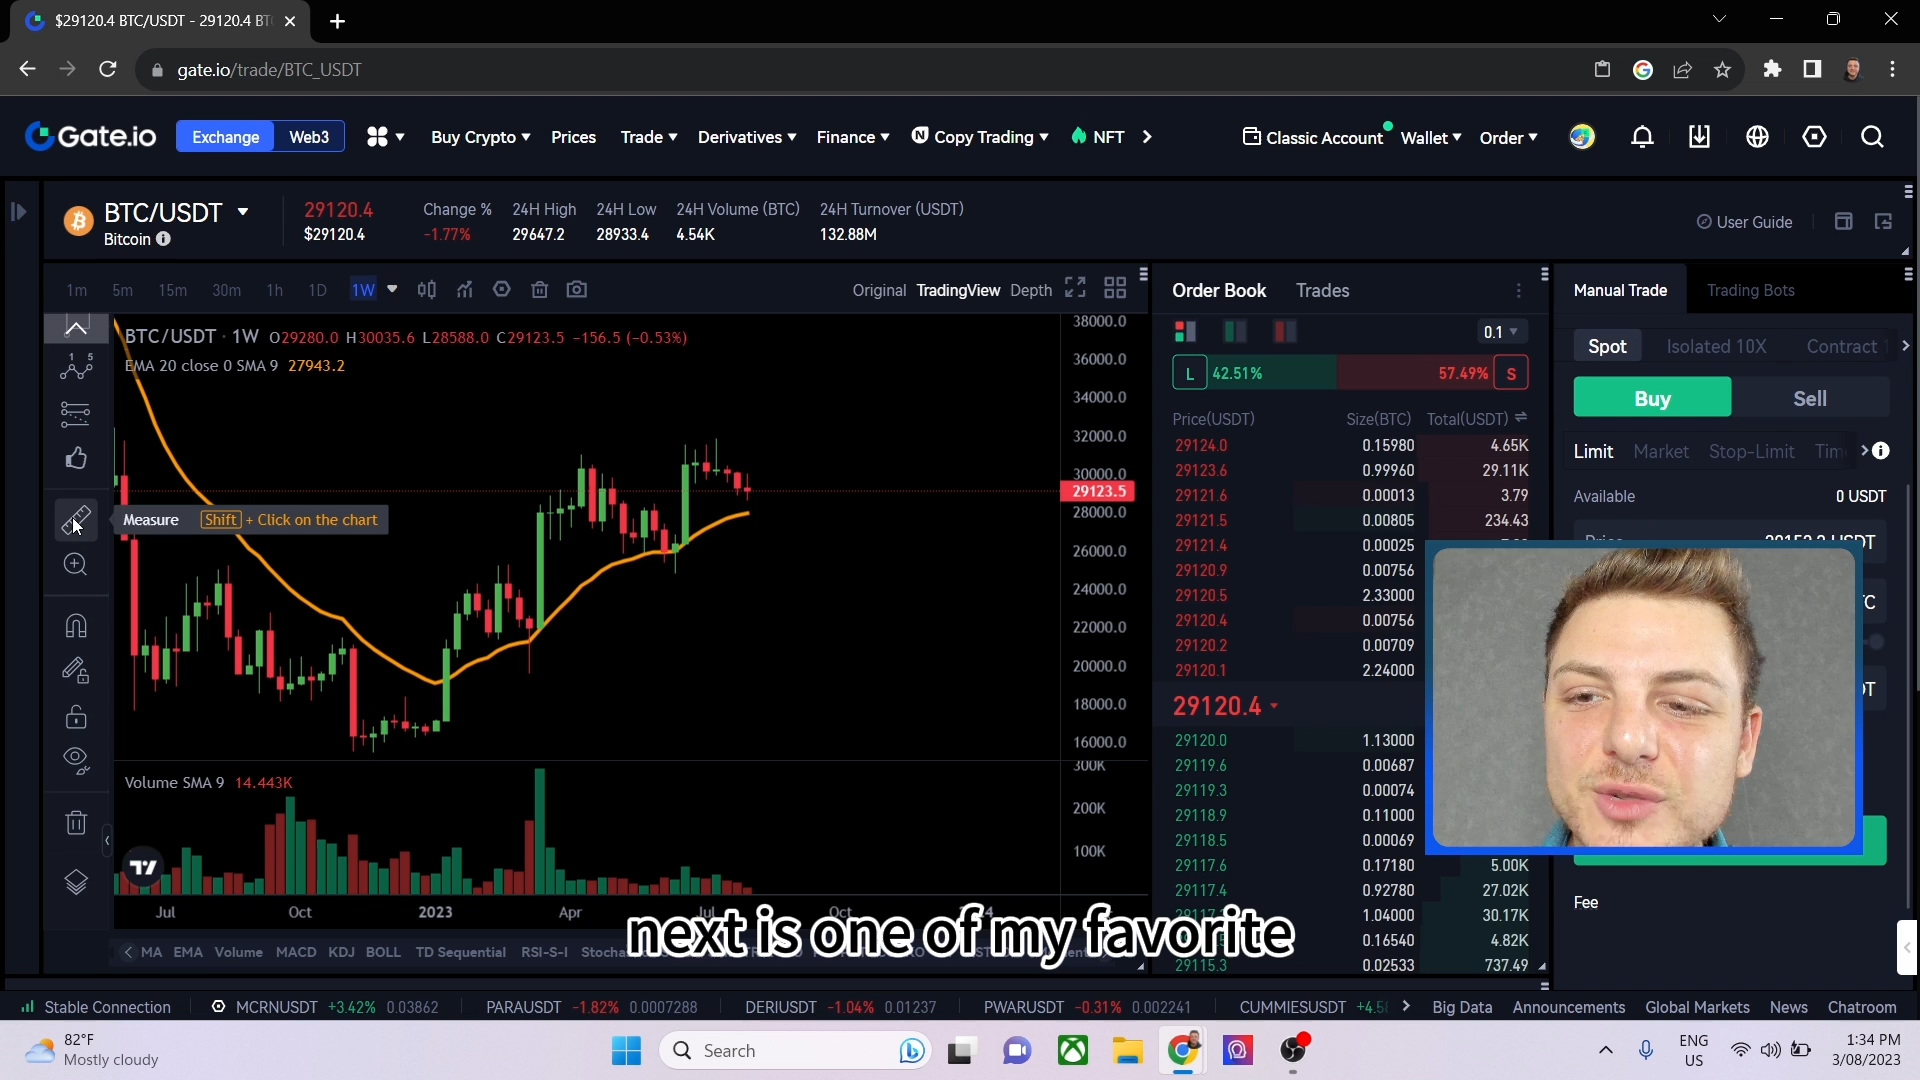 $29120.4 BTC/USDT - 29120.4 BT
gate.io/trade/BTC_USDT
Gate.io
Exchange
Web3
Buy Crypto
Prices
Trade
Derivatives
Finance
Copy Trading
NFT
Classic Account
Wallet
Order
BTC/USDT
Bitcoin
29120.4
$29120.4
Change %
-1.77%
24H High
29647.2
24H Low
28933.4
24H Volume (BTC)
4.54K
24H Turnover (USDT)
132.88M
User Guide
1m 5m 15m 30m 1h 1D 1W
Original TradingView Depth
BTC/USDT · 1W O29280.0 H30035.6 L28588.0 C29123.5 -156.5 (-0.53%)
EMA 20 close 0 SMA 9 27943.2
Measure Shift + Click on the chart
38000.0
36000.0
34000.0
32000.0
30000.0
29123.5
28000.0
26000.0
24000.0
22000.0
20000.0
18000.0
16000.0
Volume SMA 9 14.443K
300K
200K
100K
Jul Oct 2023 Apr Jul Oct
MA EMA Volume MACD KDJ BOLL TD Sequential RSI-S-I
Order Book Trades
0.1
L 42.51% 57.49% S
Price(USDT) Size(BTC) Total(USDT)
29124.0 0.15980 4.65K
29123.6 0.99960 29.11K
29121.6 0.00013 3.79
29121.5 0.00805 234.43
29121.4 0.00025
29120.9 0.00756
29120.5 2.33000
29120.4 0.00756
29120.2 0.00709
29120.1 2.24000
29120.4
29120.0 1.13000
29119.6 0.00687
29119.3 0.00074
29118.9 0.11000
29118.5 0.00069
29117.6 0.17180 5.00K
29117.4 0.92780 27.02K
1.04000 30.17K
0.16540 4.82K
29115.3 0.02533 737.49
Manual Trade Trading Bots
Spot Isolated 10X Contract
Buy Sell
Limit Market Stop-Limit
Available 0 USDT
Fee
next is one of my favorite
Stable Connection
MCRNUSDT +3.42% 0.03862
PARAUSDT -1.82% 0.0007288
DERIUSDT -1.04% 0.01237
PWARUSDT -0.31% 0.002241
CUMMIESUSDT
Big Data Announcements Global Markets News Chatroom
82°F
Mostly cloudy
Search
ENG
US
1:34 PM
3/08/2023